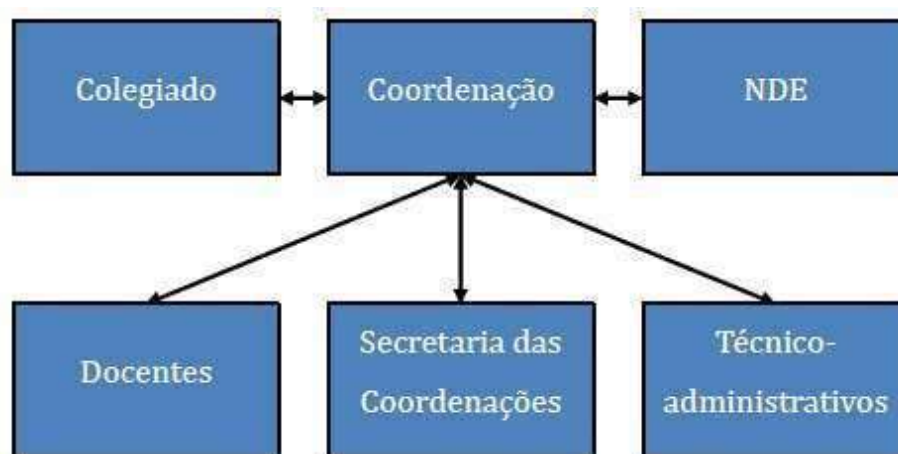 Colegiado
Coordenação
NDE
Docentes
Secretaria das
Coordenações
Técnico-
administrativos